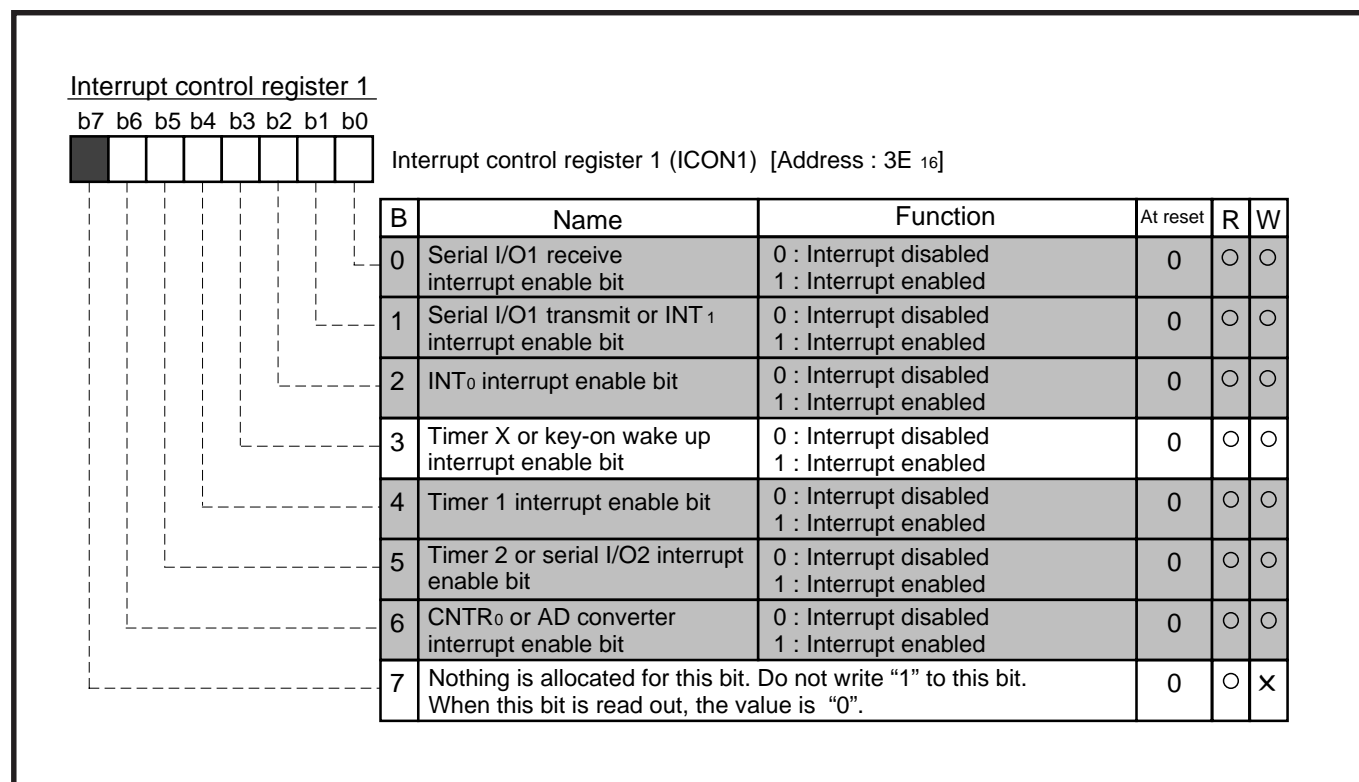 Interrupt control register 1
b7 b6 b5 b4 b3 b2 b1 b0
Interrupt control register 1 (ICON1) [Address : 3E 16]
B Name Function At reset R W
0 Serial I/O1 receive
interrupt enable bit
0 : Interrupt disabled
1 : Interrupt enabled
0 ○ ○
1 Serial I/O1 transmit or INT1
interrupt enable bit
0 : Interrupt disabled
1 : Interrupt enabled
0 ○ ○
2 INT0 interrupt enable bit
0 : Interrupt disabled
1 : Interrupt enabled
0 ○ ○
3 Timer X or key-on wake up
interrupt enable bit
0 : Interrupt disabled
1 : Interrupt enabled
0 ○ ○
4 Timer 1 interrupt enable bit
0 : Interrupt disabled
1 : Interrupt enabled
0 ○ ○
5 Timer 2 or serial I/O2 interrupt
enable bit
0 : Interrupt disabled
1 : Interrupt enabled
0 ○ ○
6 CNTR0 or AD converter
interrupt enable bit
0 : Interrupt disabled
1 : Interrupt enabled
0 ○ ○
7 Nothing is allocated for this bit. Do not write “1” to this bit.
When this bit is read out, the value is “0”.
0 ○ ×